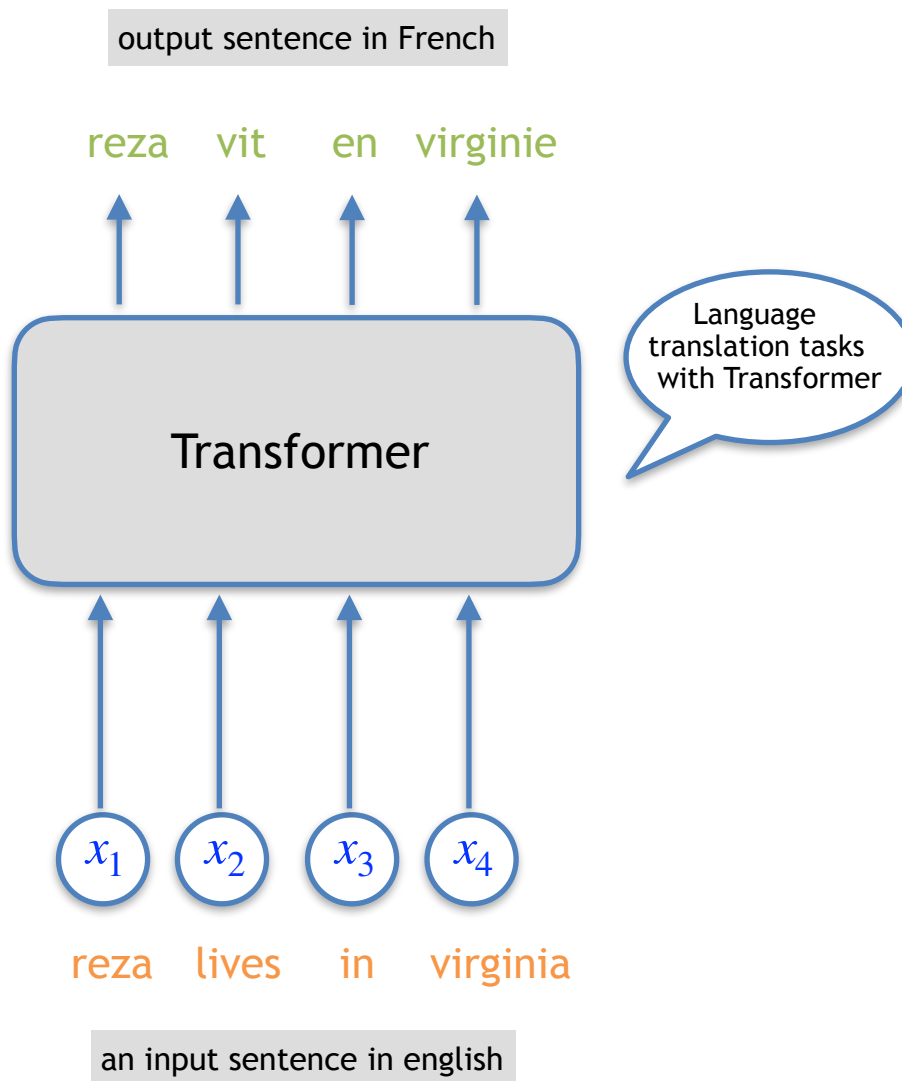 output sentence in French
reza vit en virginie
Language
translation tasks
with Transformer
Transformer
x₁ x₂ x₃ x₄
reza lives in virginia
an input sentence in english